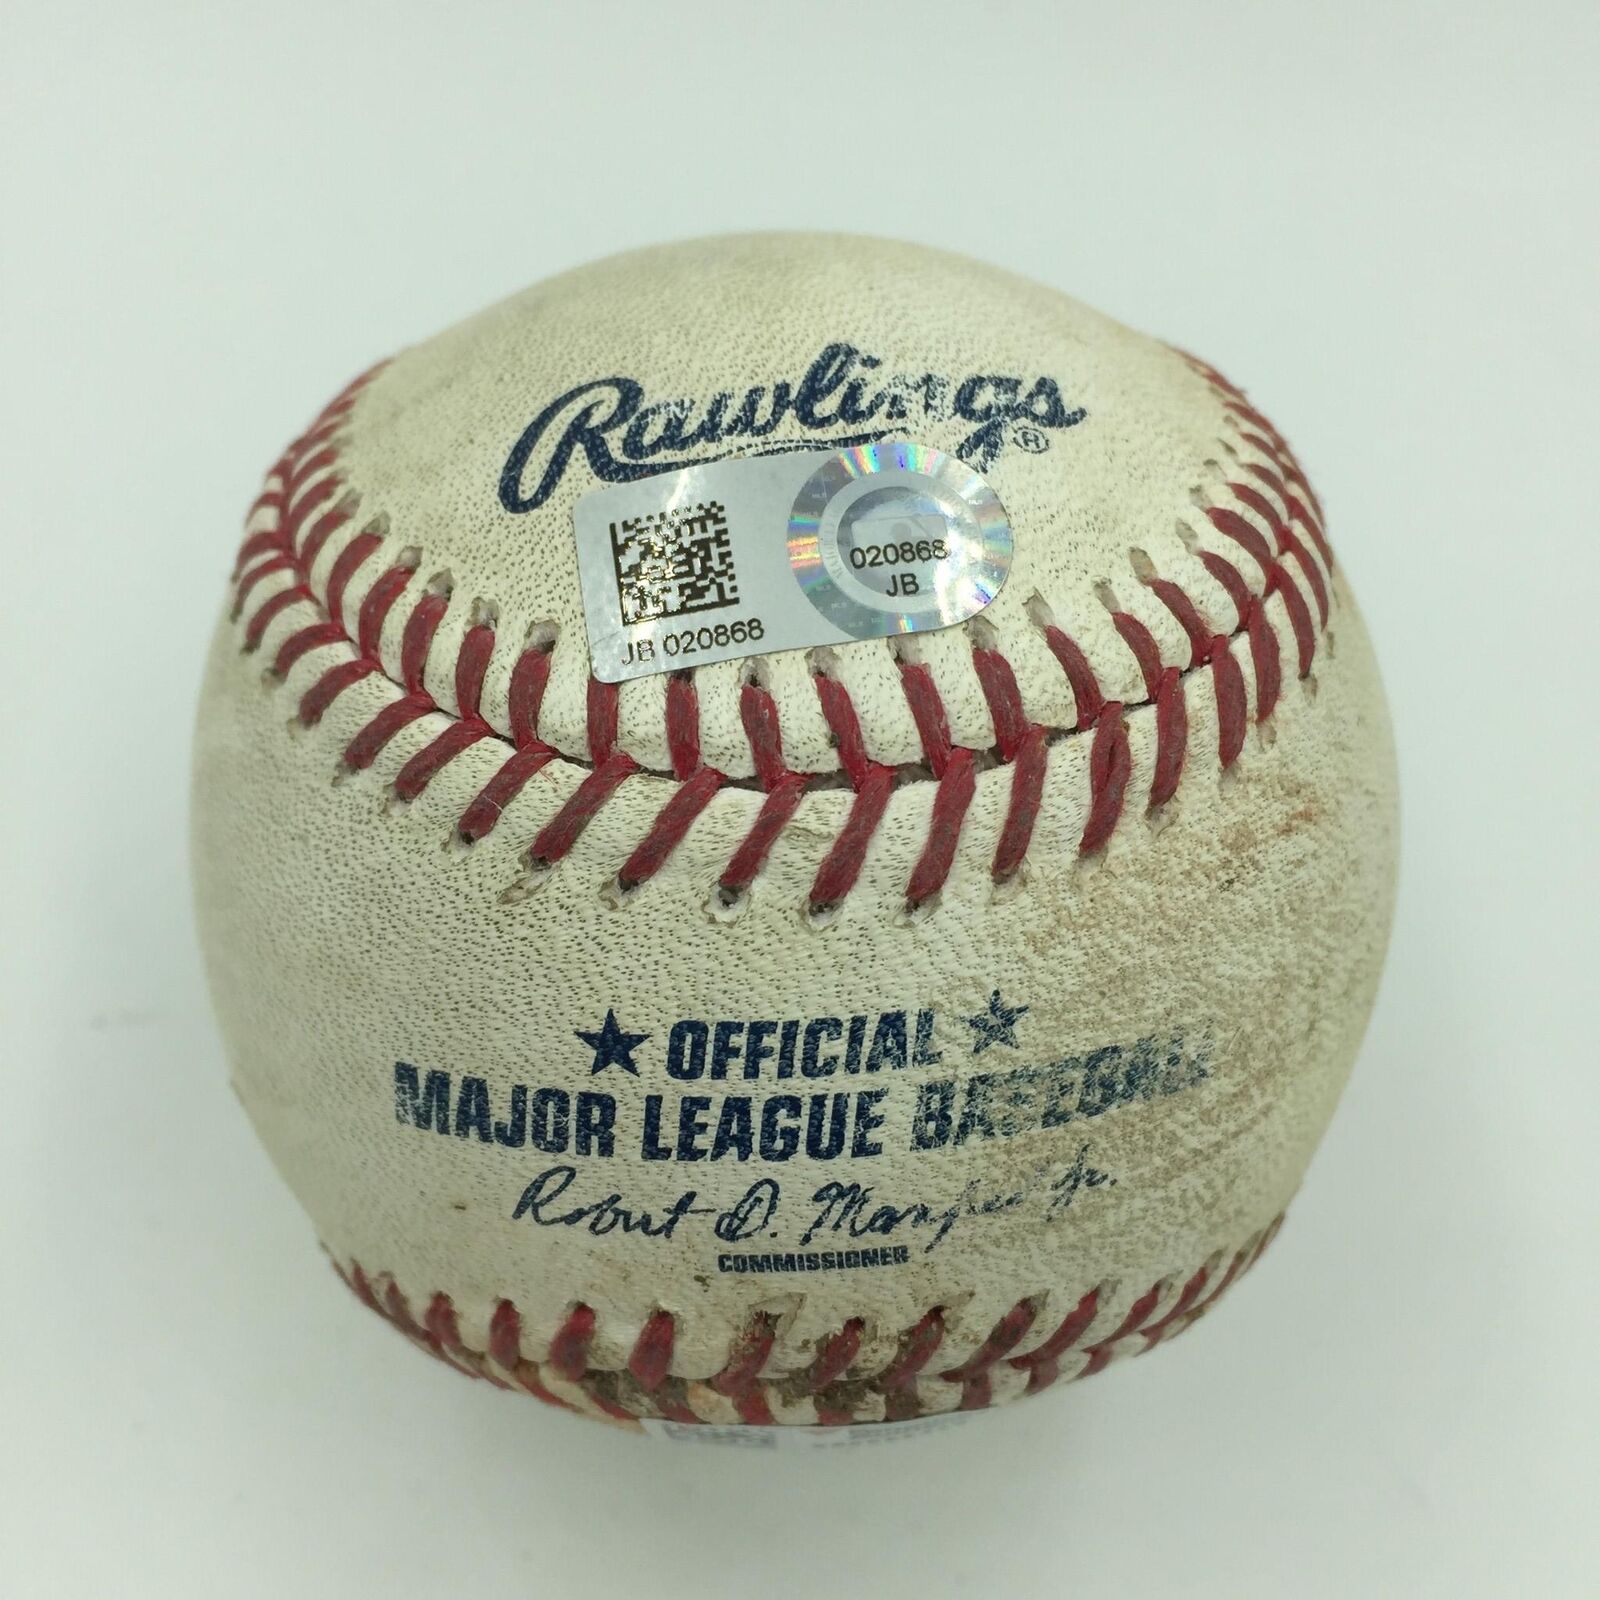 Rawlings®
020868
JB
JB 020868
★ OFFICIAL ★
MAJOR LEAGUE BASEBALL
Robert D. Manfred Jr.
COMMISSIONER